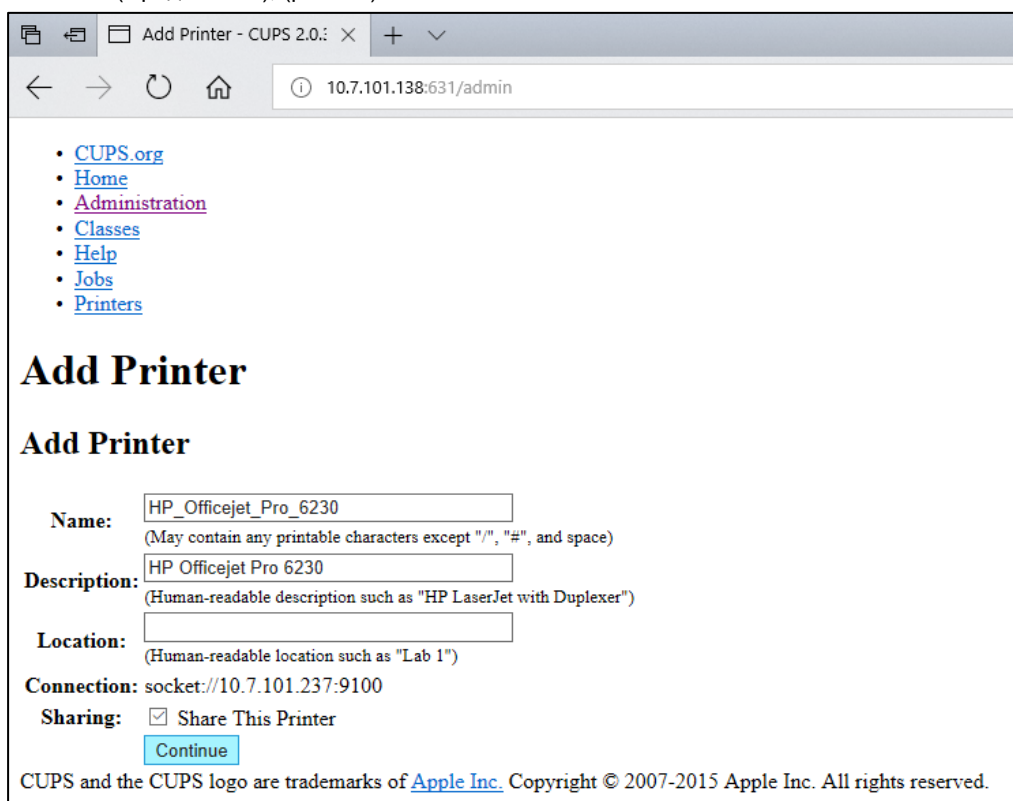 Add Printer - CUPS 2.0.
10.7.101.138:631/admin
• CUPS.org
• Home
• Administration
• Classes
• Help
• Jobs
• Printers
Add Printer
Add Printer
Name: HP_Officejet_Pro_6230
(May contain any printable characters except "/", "#", and space)
Description: HP Officejet Pro 6230
(Human-readable description such as "HP LaserJet with Duplexer")
Location:
(Human-readable location such as "Lab 1")
Connection: socket://10.7.101.237:9100
Sharing: Share This Printer
Continue
CUPS and the CUPS logo are trademarks of Apple Inc. Copyright © 2007-2015 Apple Inc. All rights reserved.